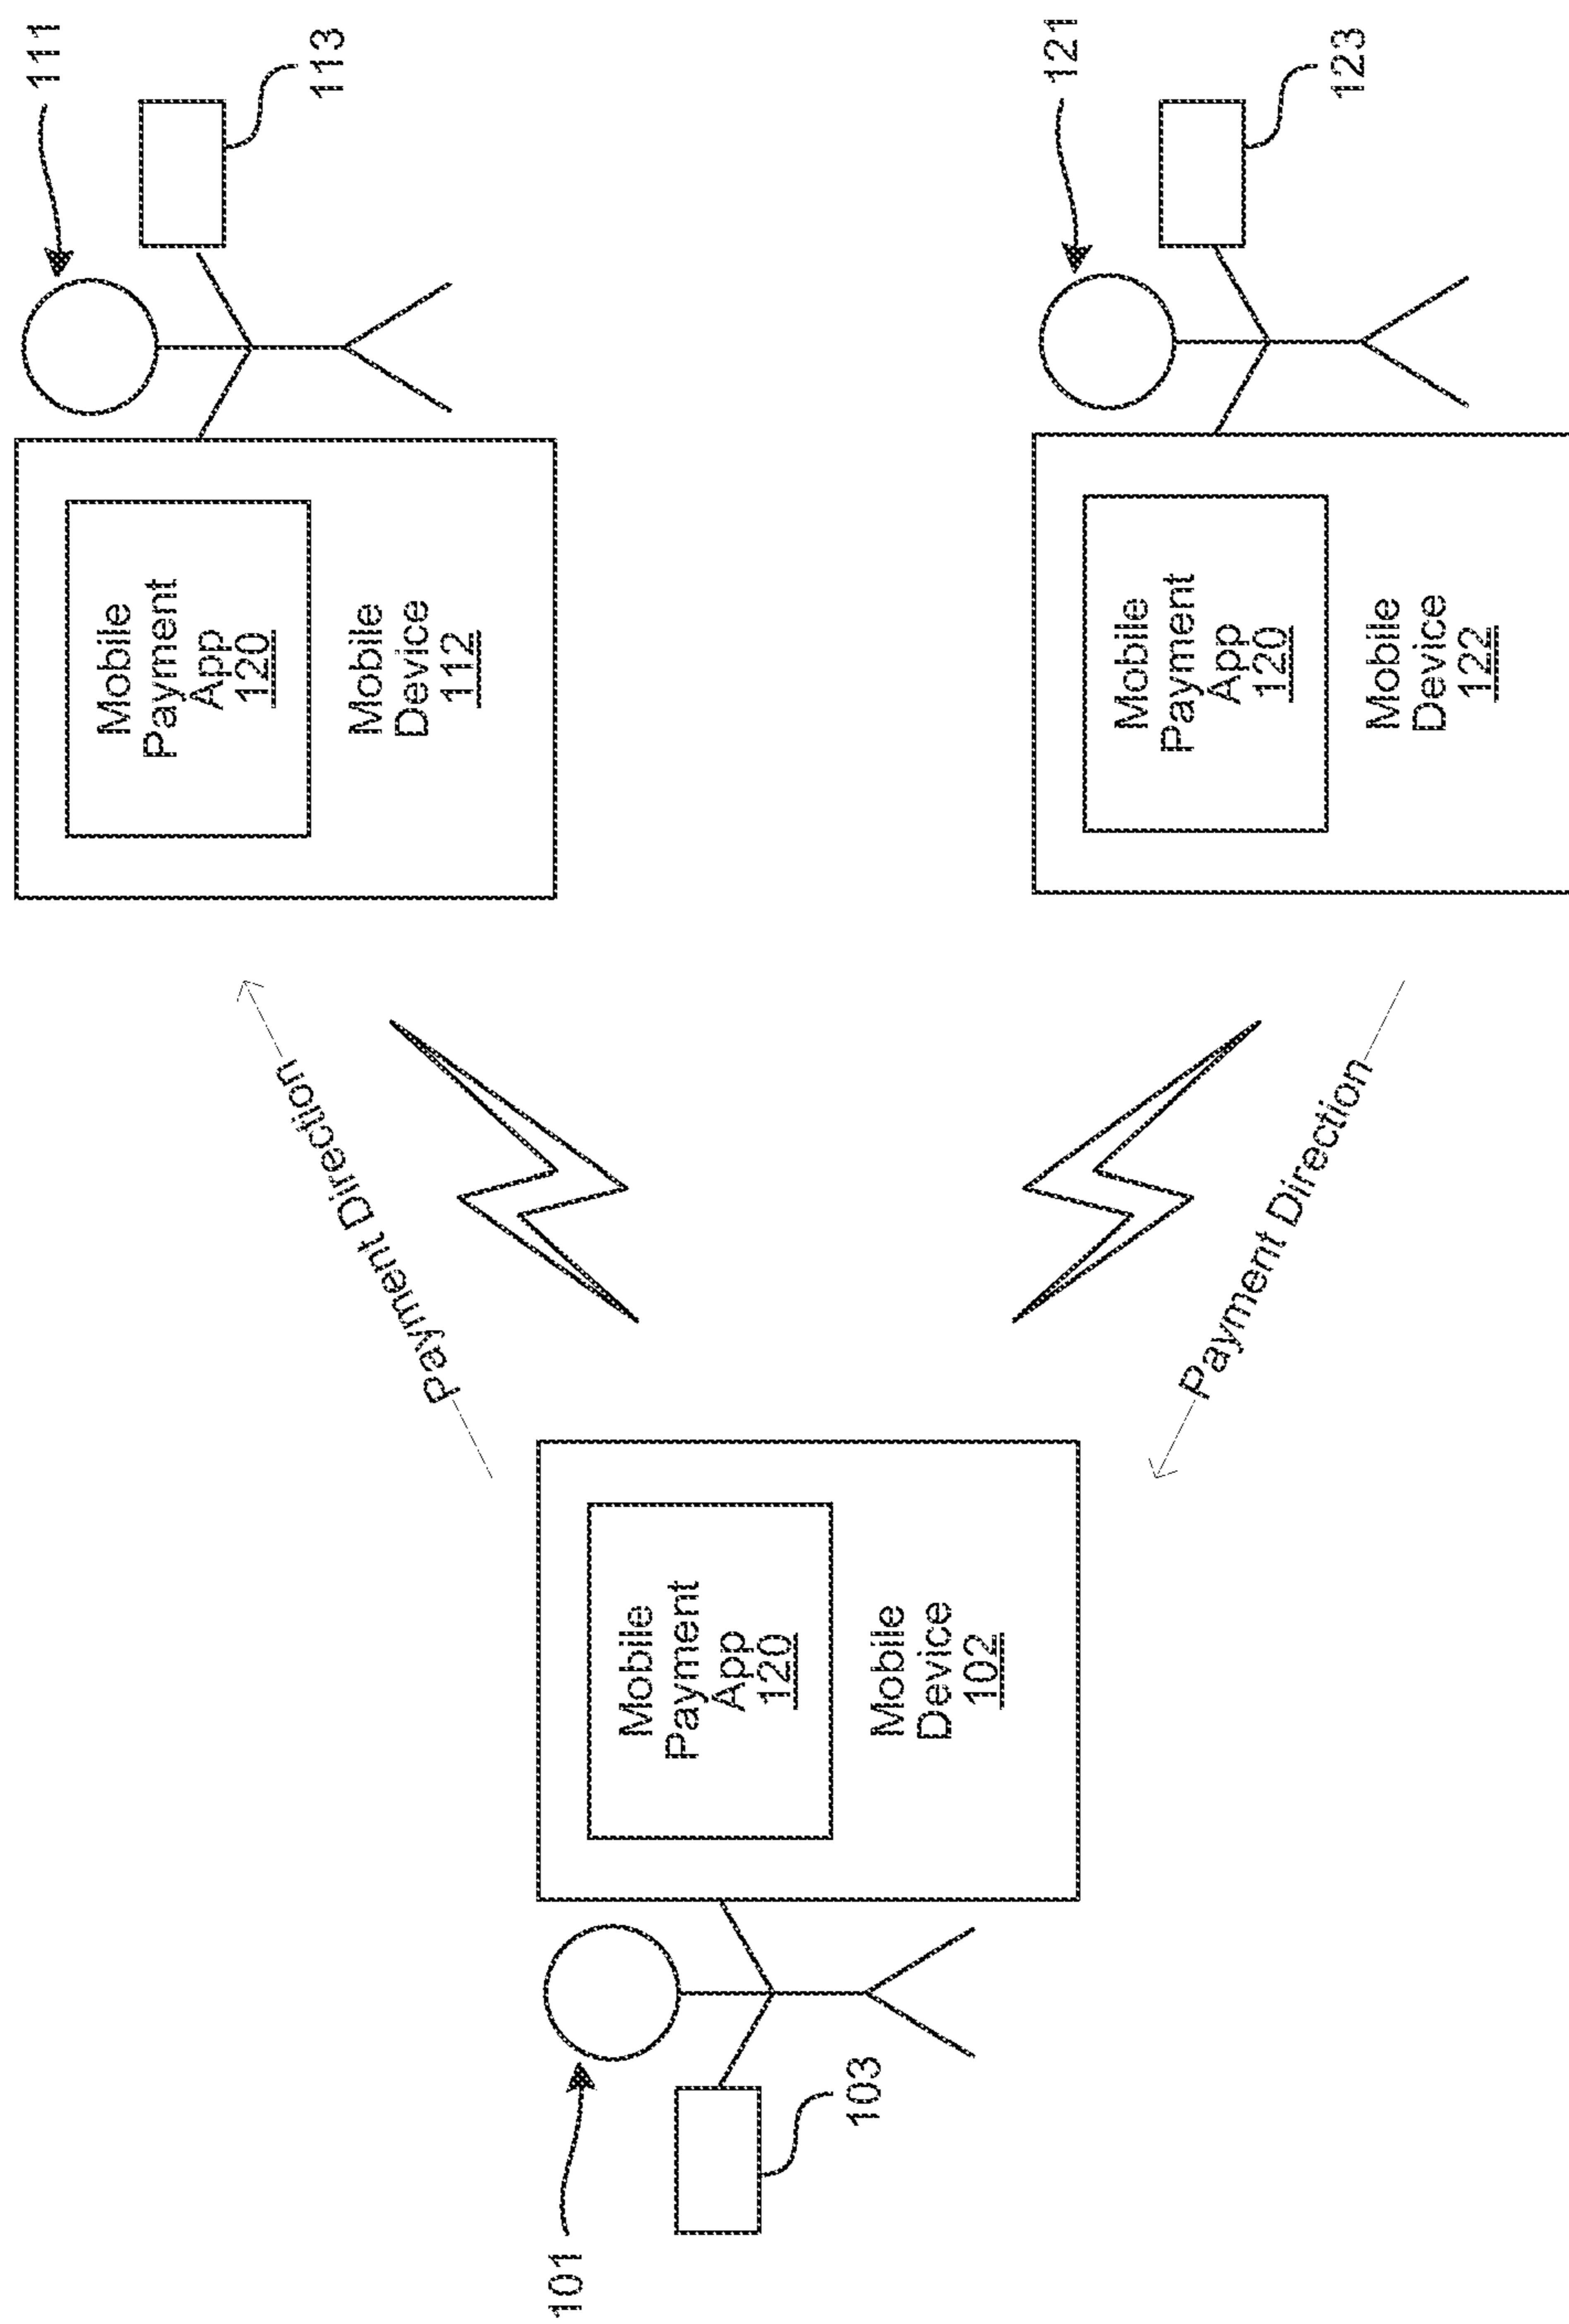 111
113
Mobile
Payment
App
120
Mobile
Device
112
Payment Direction
101
103
Mobile
Payment
App
120
Mobile
Device
102
121
123
Mobile
Payment
App
120
Mobile
Device
122
Payment Direction